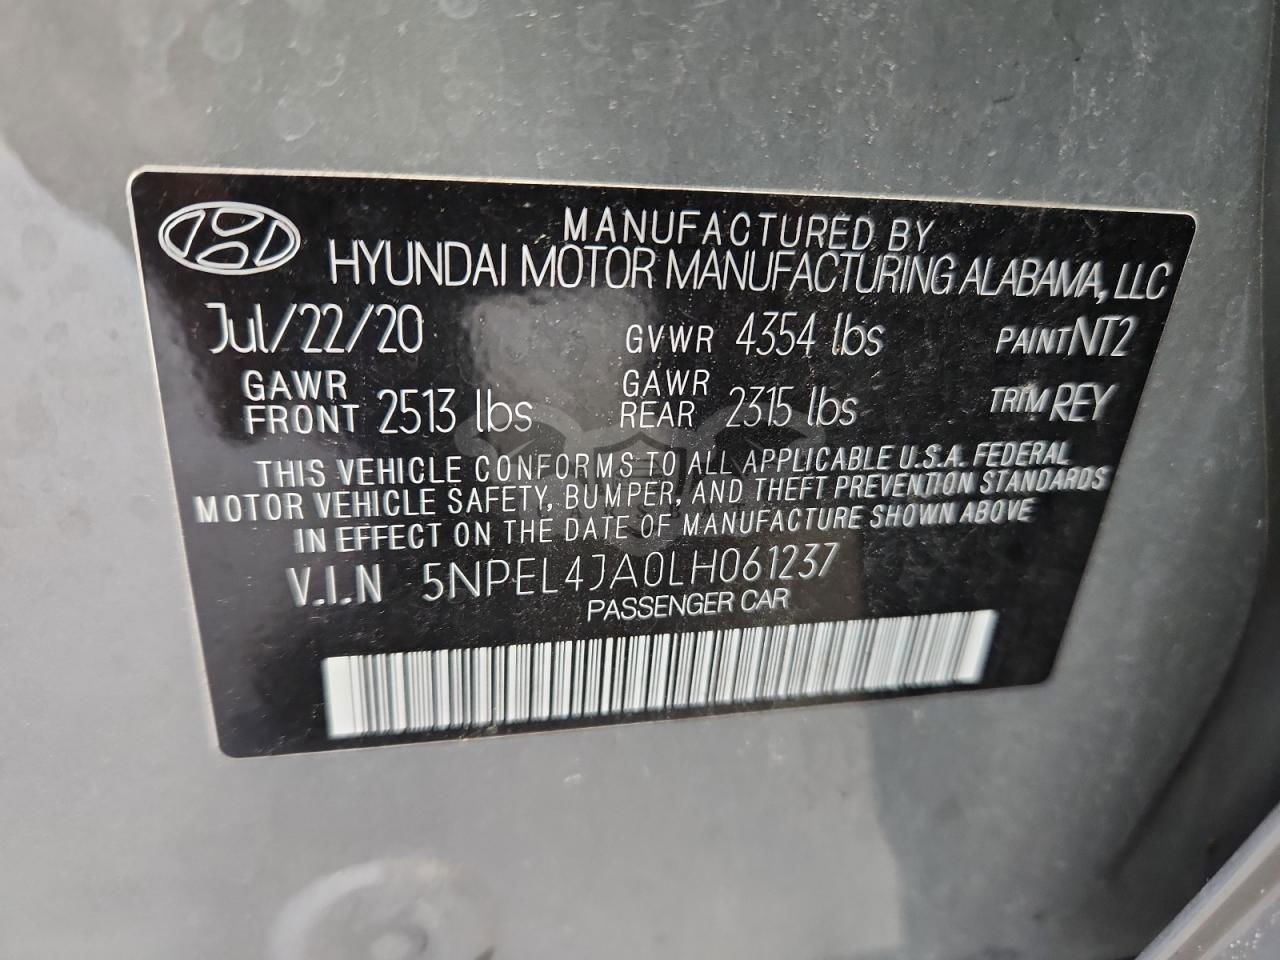 MANUFACTURED BY
HYUNDAI MOTOR MANUFACTURING ALABAMA, LLC
Jul/22/20 GVWR 4354 lbs PAINT NT2
GAWR FRONT 2513 lbs GAWR REAR 2315 lbs TRIM REY
THIS VEHICLE CONFORMS TO ALL APPLICABLE U.S.A. FEDERAL
MOTOR VEHICLE SAFETY, BUMPER, AND THEFT PREVENTION STANDARDS
IN EFFECT ON THE DATE OF MANUFACTURE SHOWN ABOVE
V.I.N 5NPEL4JA0LH061237
PASSENGER CAR